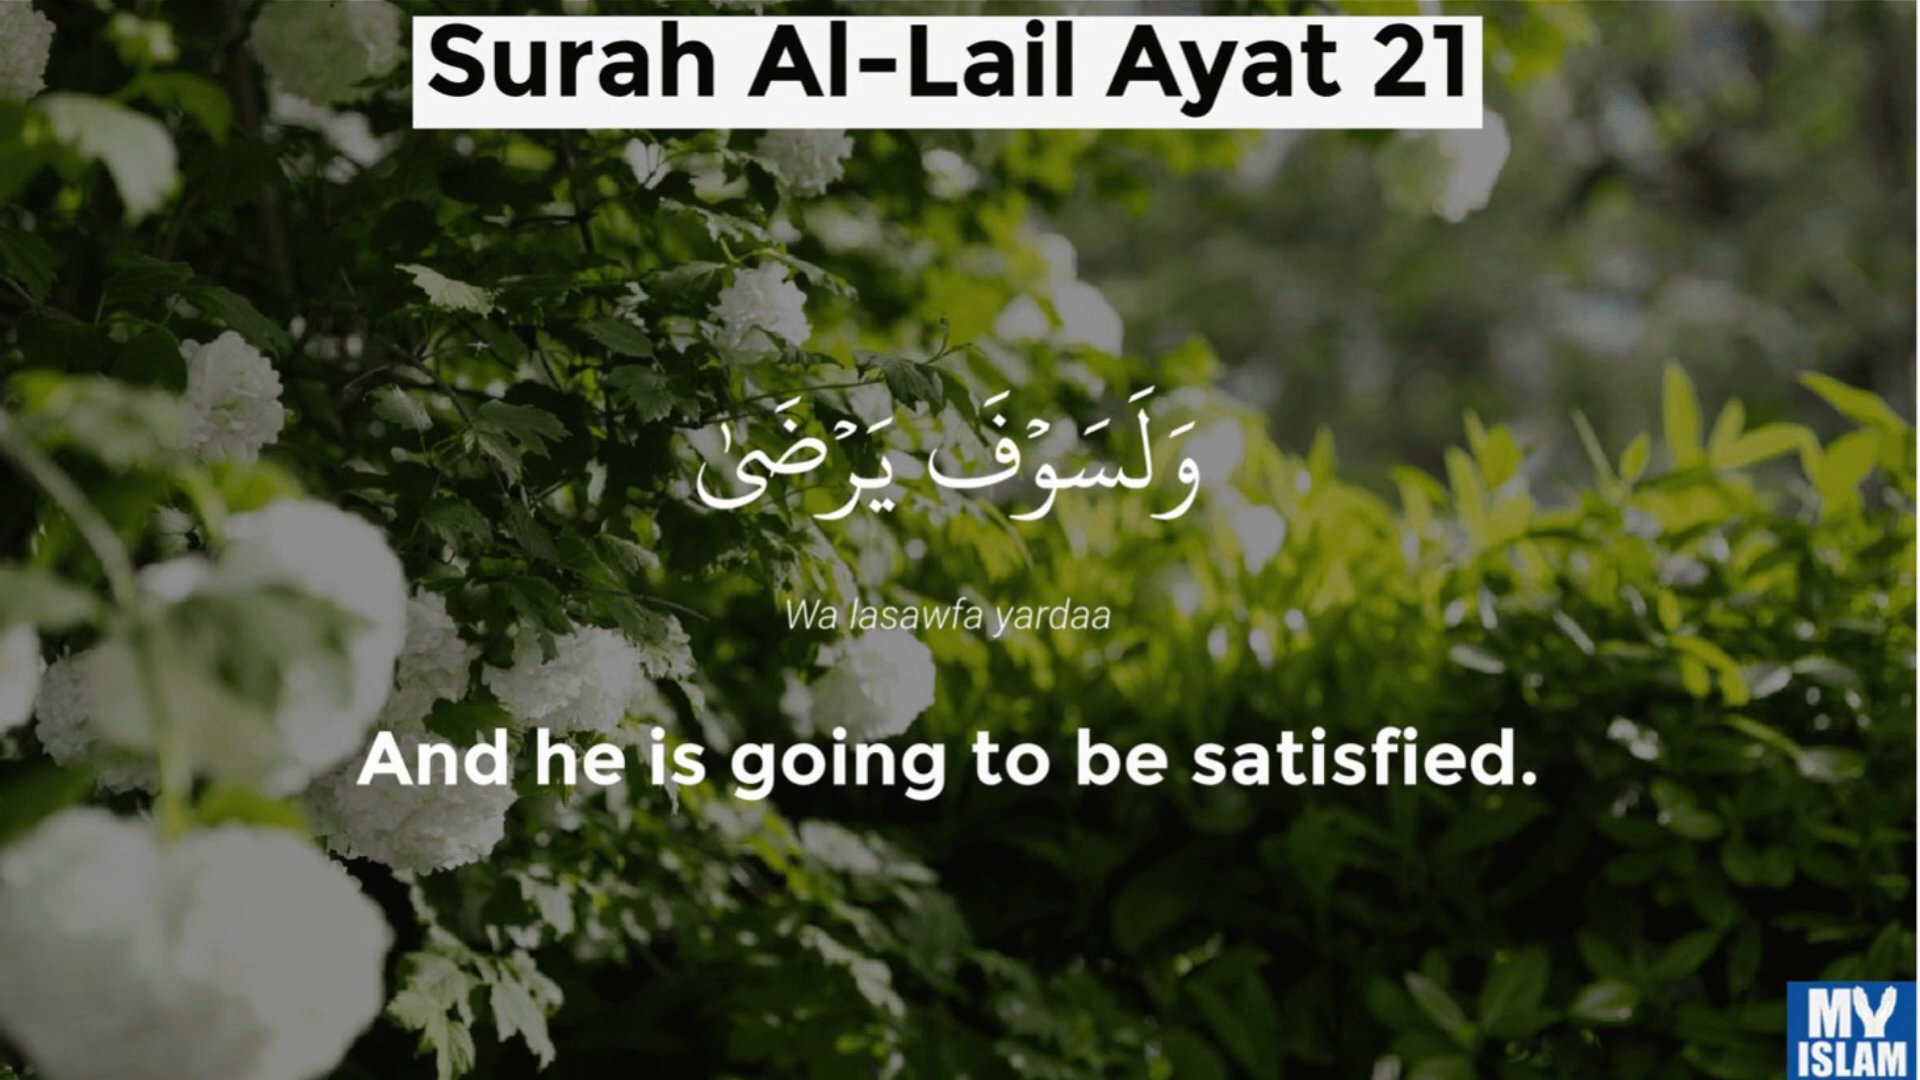 Surah Al-Lail Ayat 21
وَلَسَوْفَ يَرْضَىٰ
Wa lasawfa yardaa
And he is going to be satisfied.
MY
ISLAM